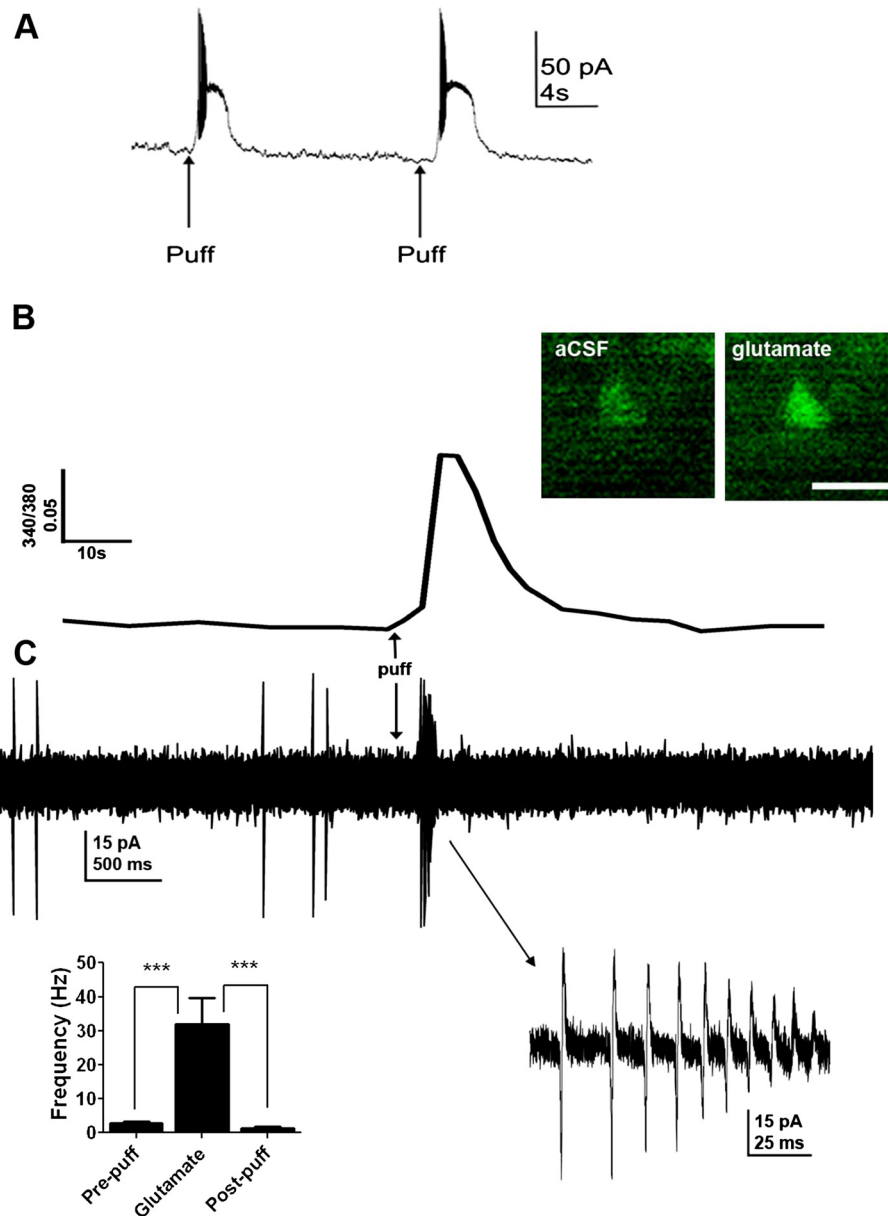 A
50 pA
4s
Puff
Puff
B
aCSF
glutamate
340/380
0.05
10s
C
puff
15 pA
500 ms
Frequency (Hz)
50
40
30
20
10
0
***
***
Pre-puff
Glutamate
Post-puff
15 pA
25 ms